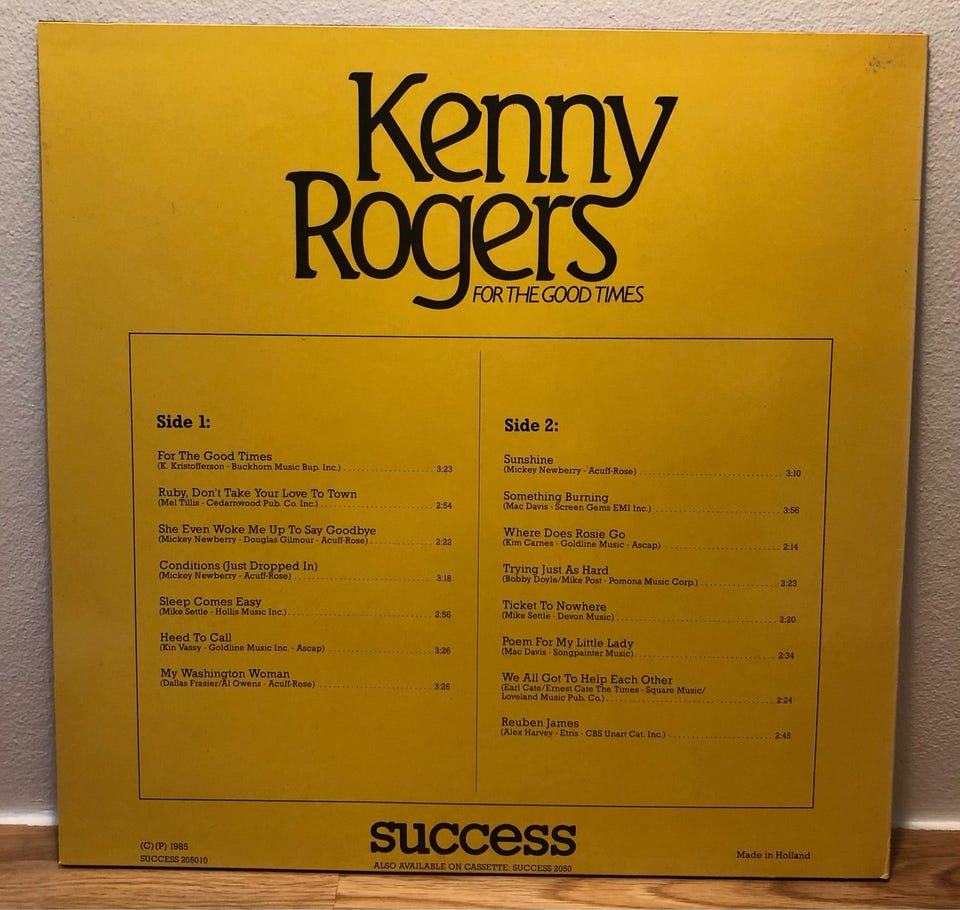 Kenny
Rogers
FOR THE GOOD TIMES
Side 1:
For The Good Times
(K. Kristofferson - Buckhorn Music Bup. Inc.) 3:23
Ruby, Don't Take Your Love To Town
(Mel Tillis - Cedarnwood Pub. Co. Inc.) 2:54
She Even Woke Me Up To Say Goodbye
(Mickey Newberry - Douglas Gilmour - Acuff-Rose) 2:22
Conditions (Just Dropped In)
(Mickey Newberry - Acuff-Rose) 3:18
Sleep Comes Easy
(Mike Settle - Hollis Music Inc.) 2:56
Heed To Call
(Kin Vassy - Goldline Music Inc. - Ascap) 3:26
My Washington Woman
(Dallas Frasier/Al Owens - Acuff-Rose) 3:26
Side 2:
Sunshine
(Mickey Newberry - Acuff-Rose) 3:10
Something Burning
(Mac Davis - Screen Gems EMI Inc.) 3:56
Where Does Rosie Go
(Kim Carnes - Goldline Music - Ascap) 2:14
Trying Just As Hard
(Bobby Doyle/Mike Post - Pomona Music Corp.) 2:23
Ticket To Nowhere
(Mike Settle - Devon Music) 2:20
Poem For My Little Lady
(Mac Davis - Songpainter Music) 2:34
We All Got To Help Each Other
(Earl Cate/Ernest Cate The Times - Square Music/
Loveland Music Pub. Co.) 2:24
Reuben James
(Alex Harvey - Etris - CBS Unart Cat. Inc.) 2:45
success
(C) (P) 1985
SUCCESS 205010
ALSO AVAILABLE ON CASSETTE: SUCCESS 2050
Made in Holland